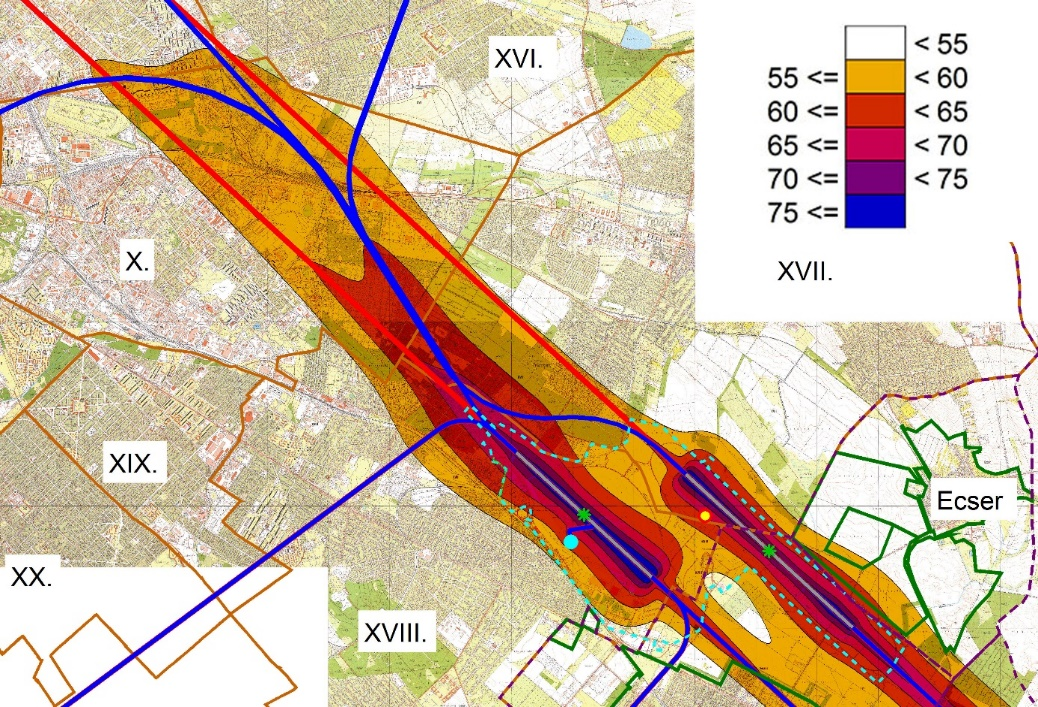 < 55
55 <= < 60
60 <= < 65
65 <= < 70
70 <= < 75
75 <=
XVI.
X.
XVII.
XIX.
Ecser
XX.
XVIII.